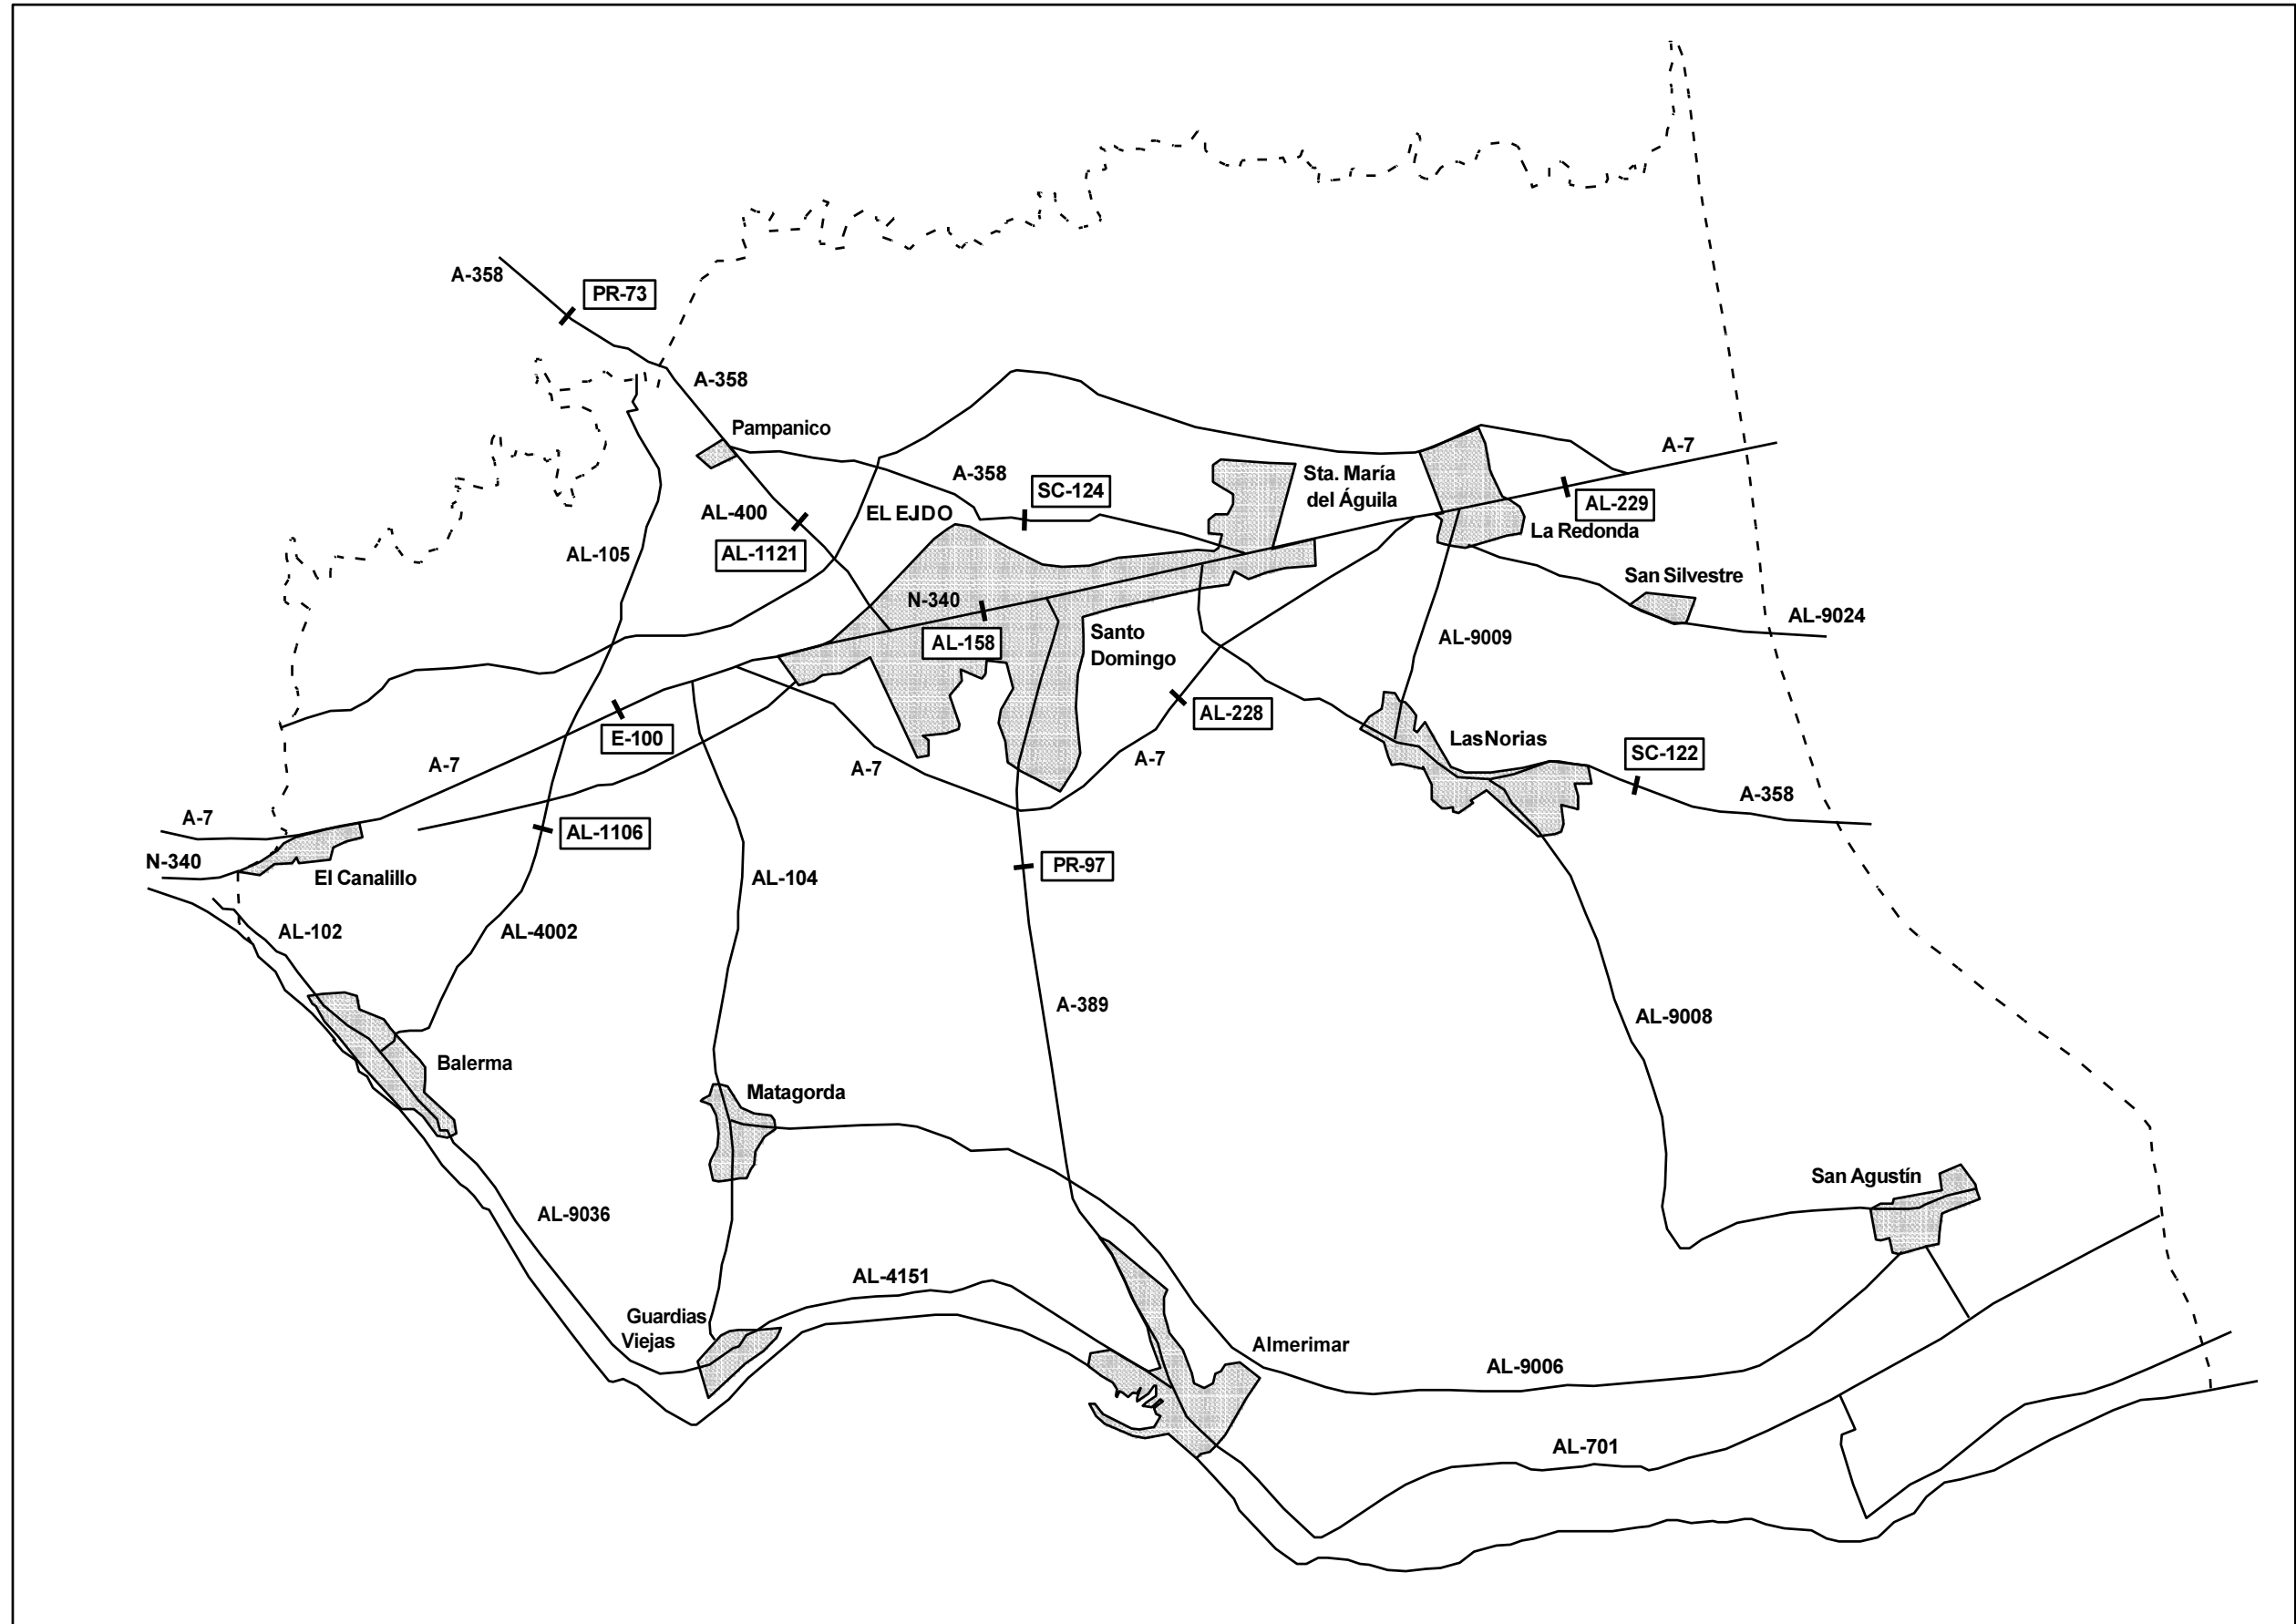 A-358
PR-73
A-358
Pampanico
A-7
A-358
Sta. María
del Águila
SC-124
AL-229
AL-400
EL EJIDO
La Redonda
AL-1121
AL-105
San Silvestre
N-340
AL-9024
Santo
Domingo
AL-158
AL-9009
AL-228
E-100
LasNorias
SC-122
A-7
A-7
A-7
A-358
A-7
AL-1106
N-340
El Canalillo
AL-104
PR-97
AL-102
AL-4002
A-389
AL-9008
Balerma
Matagorda
San Agustín
AL-9036
AL-4151
Guardias
Viejas
Almerimar
AL-9006
AL-701